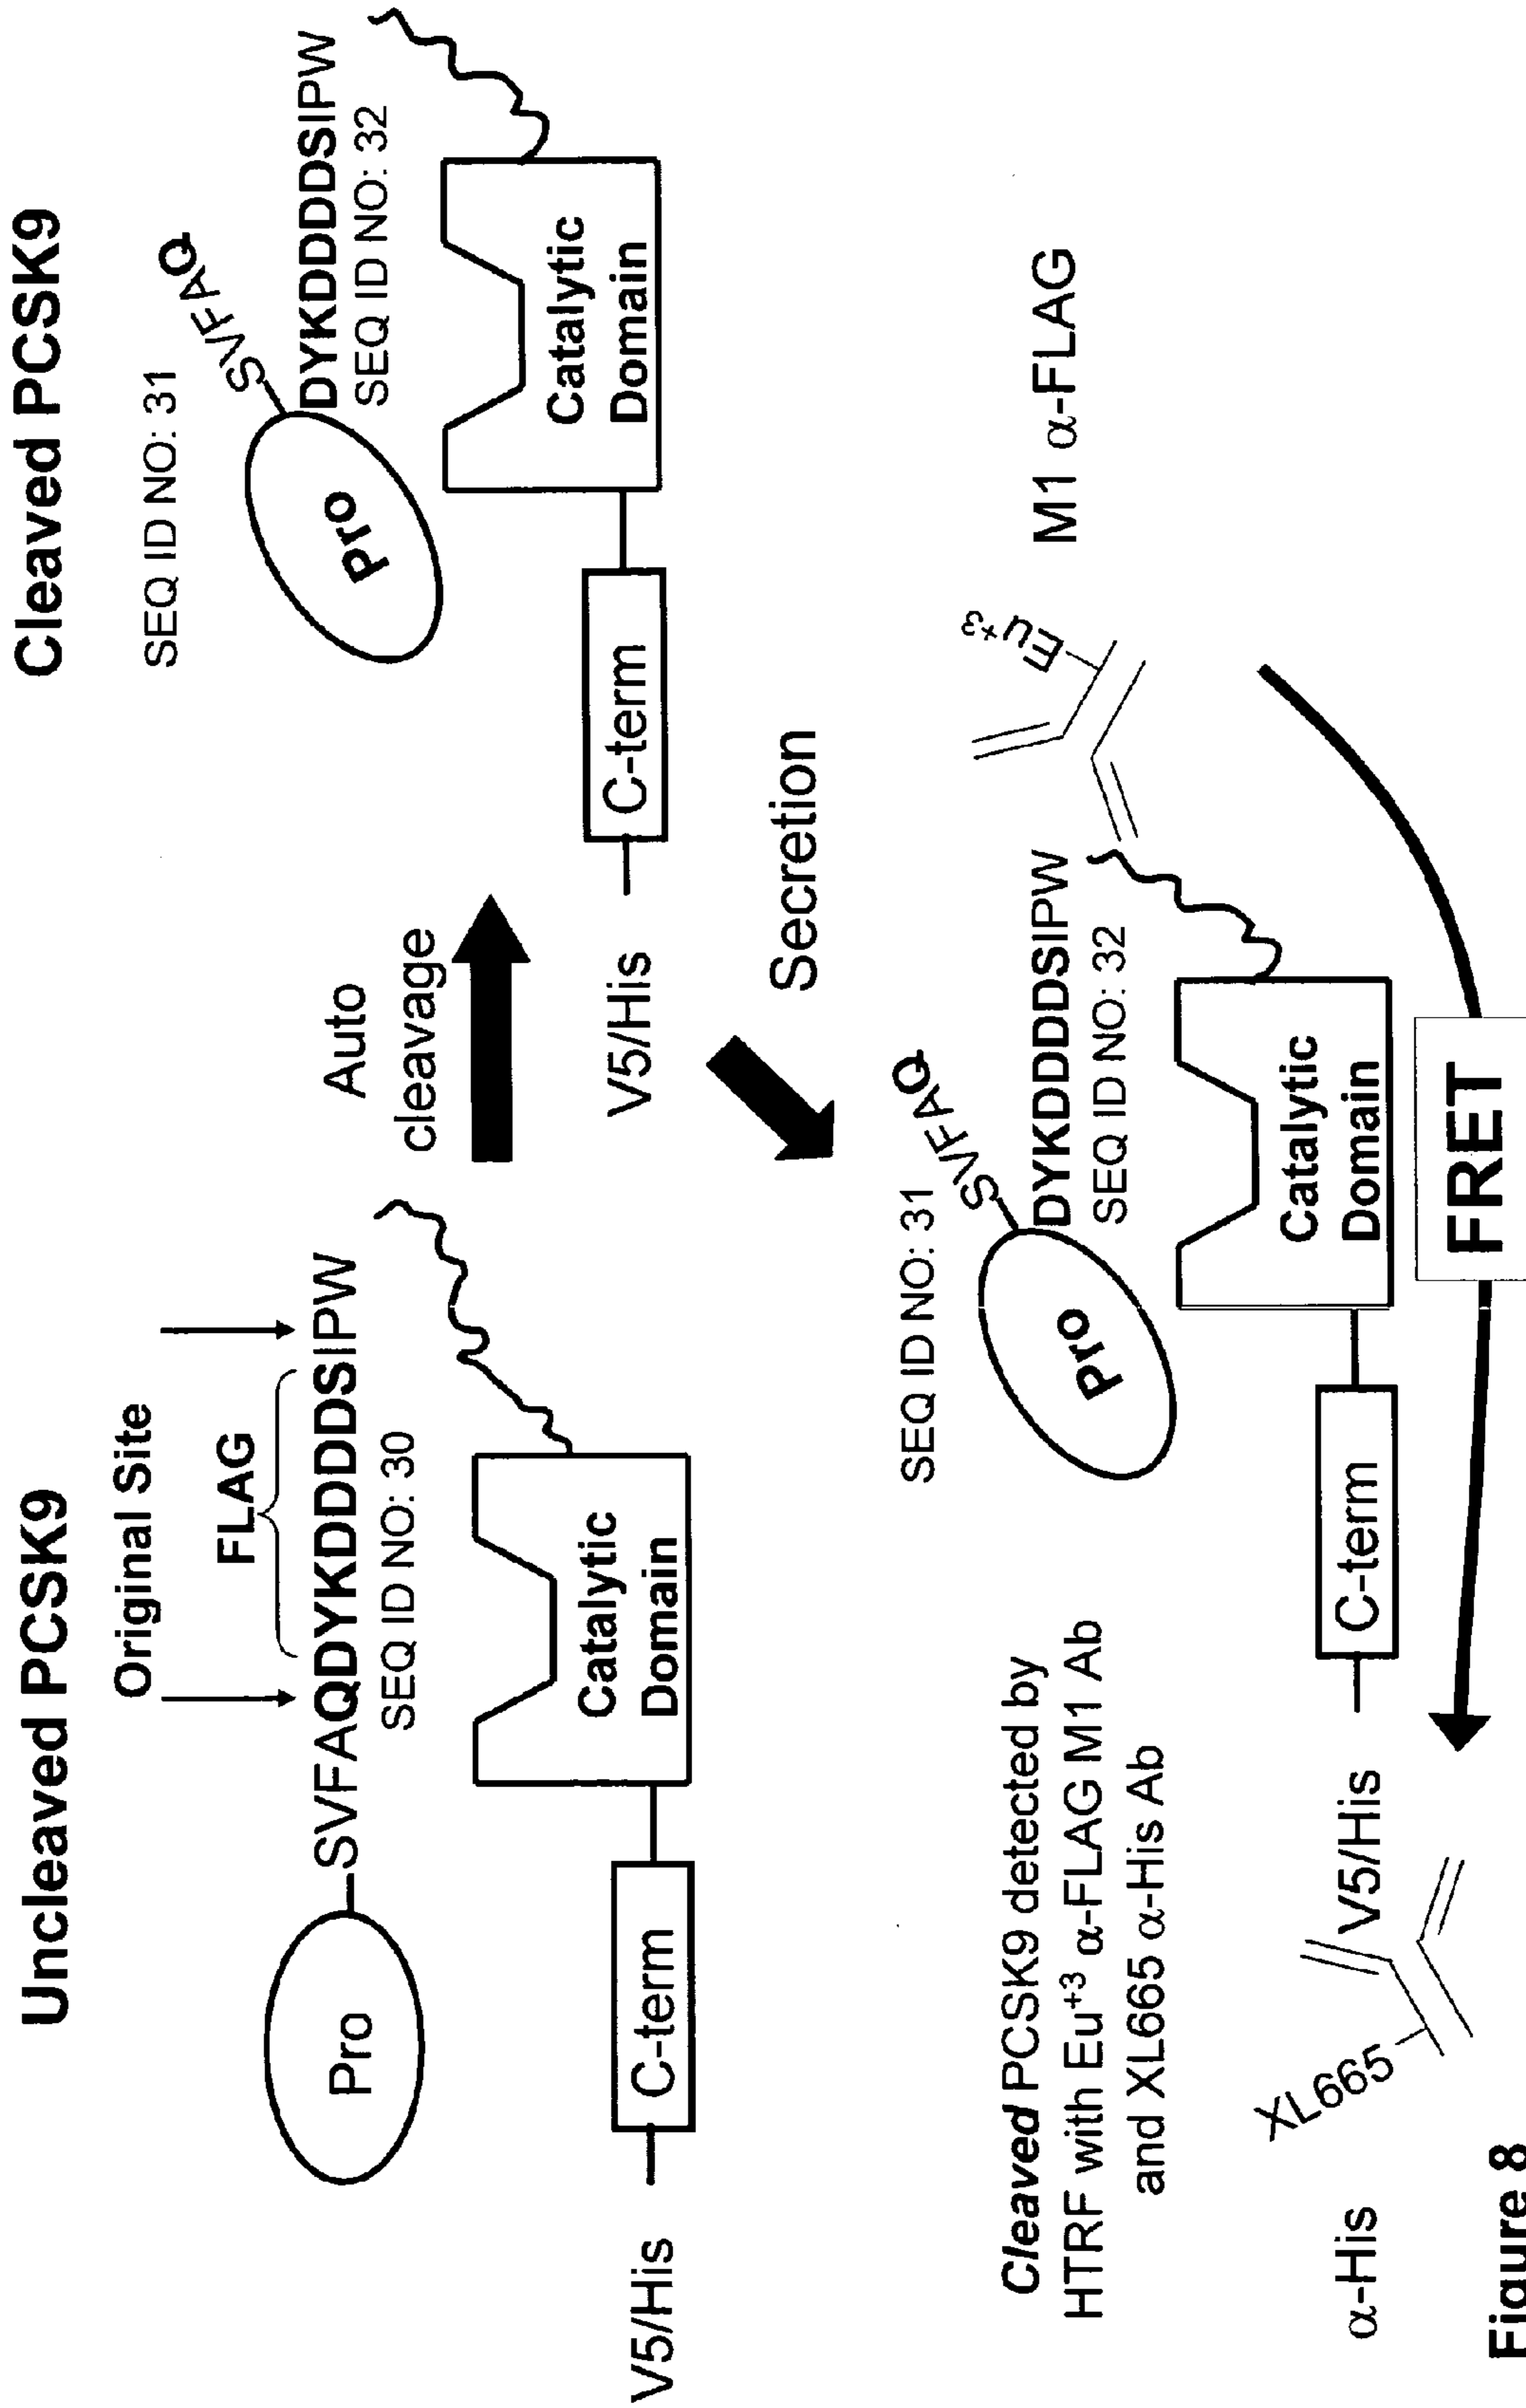 Uncleaved PCSK9
Original Site
FLAG
SVFAQDYKDDDDSIPW
SEQ ID NO: 30
Pro
Catalytic
Domain
C-term
V5/His
Auto
cleavage
Cleaved PCSK9
SEQ ID NO: 31
SVFAQ
Pro
DYKDDDDSIPW
SEQ ID NO: 32
Catalytic
Domain
C-term
V5/His
Secretion
Cleaved PCSK9 detected by
HTRF with Eu+3 α-FLAG M1 Ab
and XL665 α-His Ab
SEQ ID NO: 31
SVFAQ
Pro
DYKDDDDSIPW
SEQ ID NO: 32
Catalytic
Domain
C-term
V5/His
Eu+3
M1 α-FLAG
XL665
α-His
FRET
Figure 8